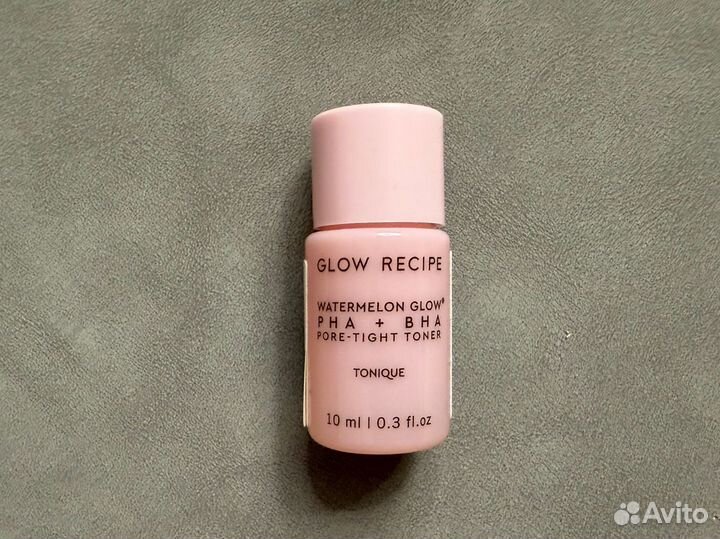 GLOW RECIPE
WATERMELON GLOW®
PHA + BHA
PORE-TIGHT TONER
TONIQUE
10 ml | 0.3 fl.oz
Avito